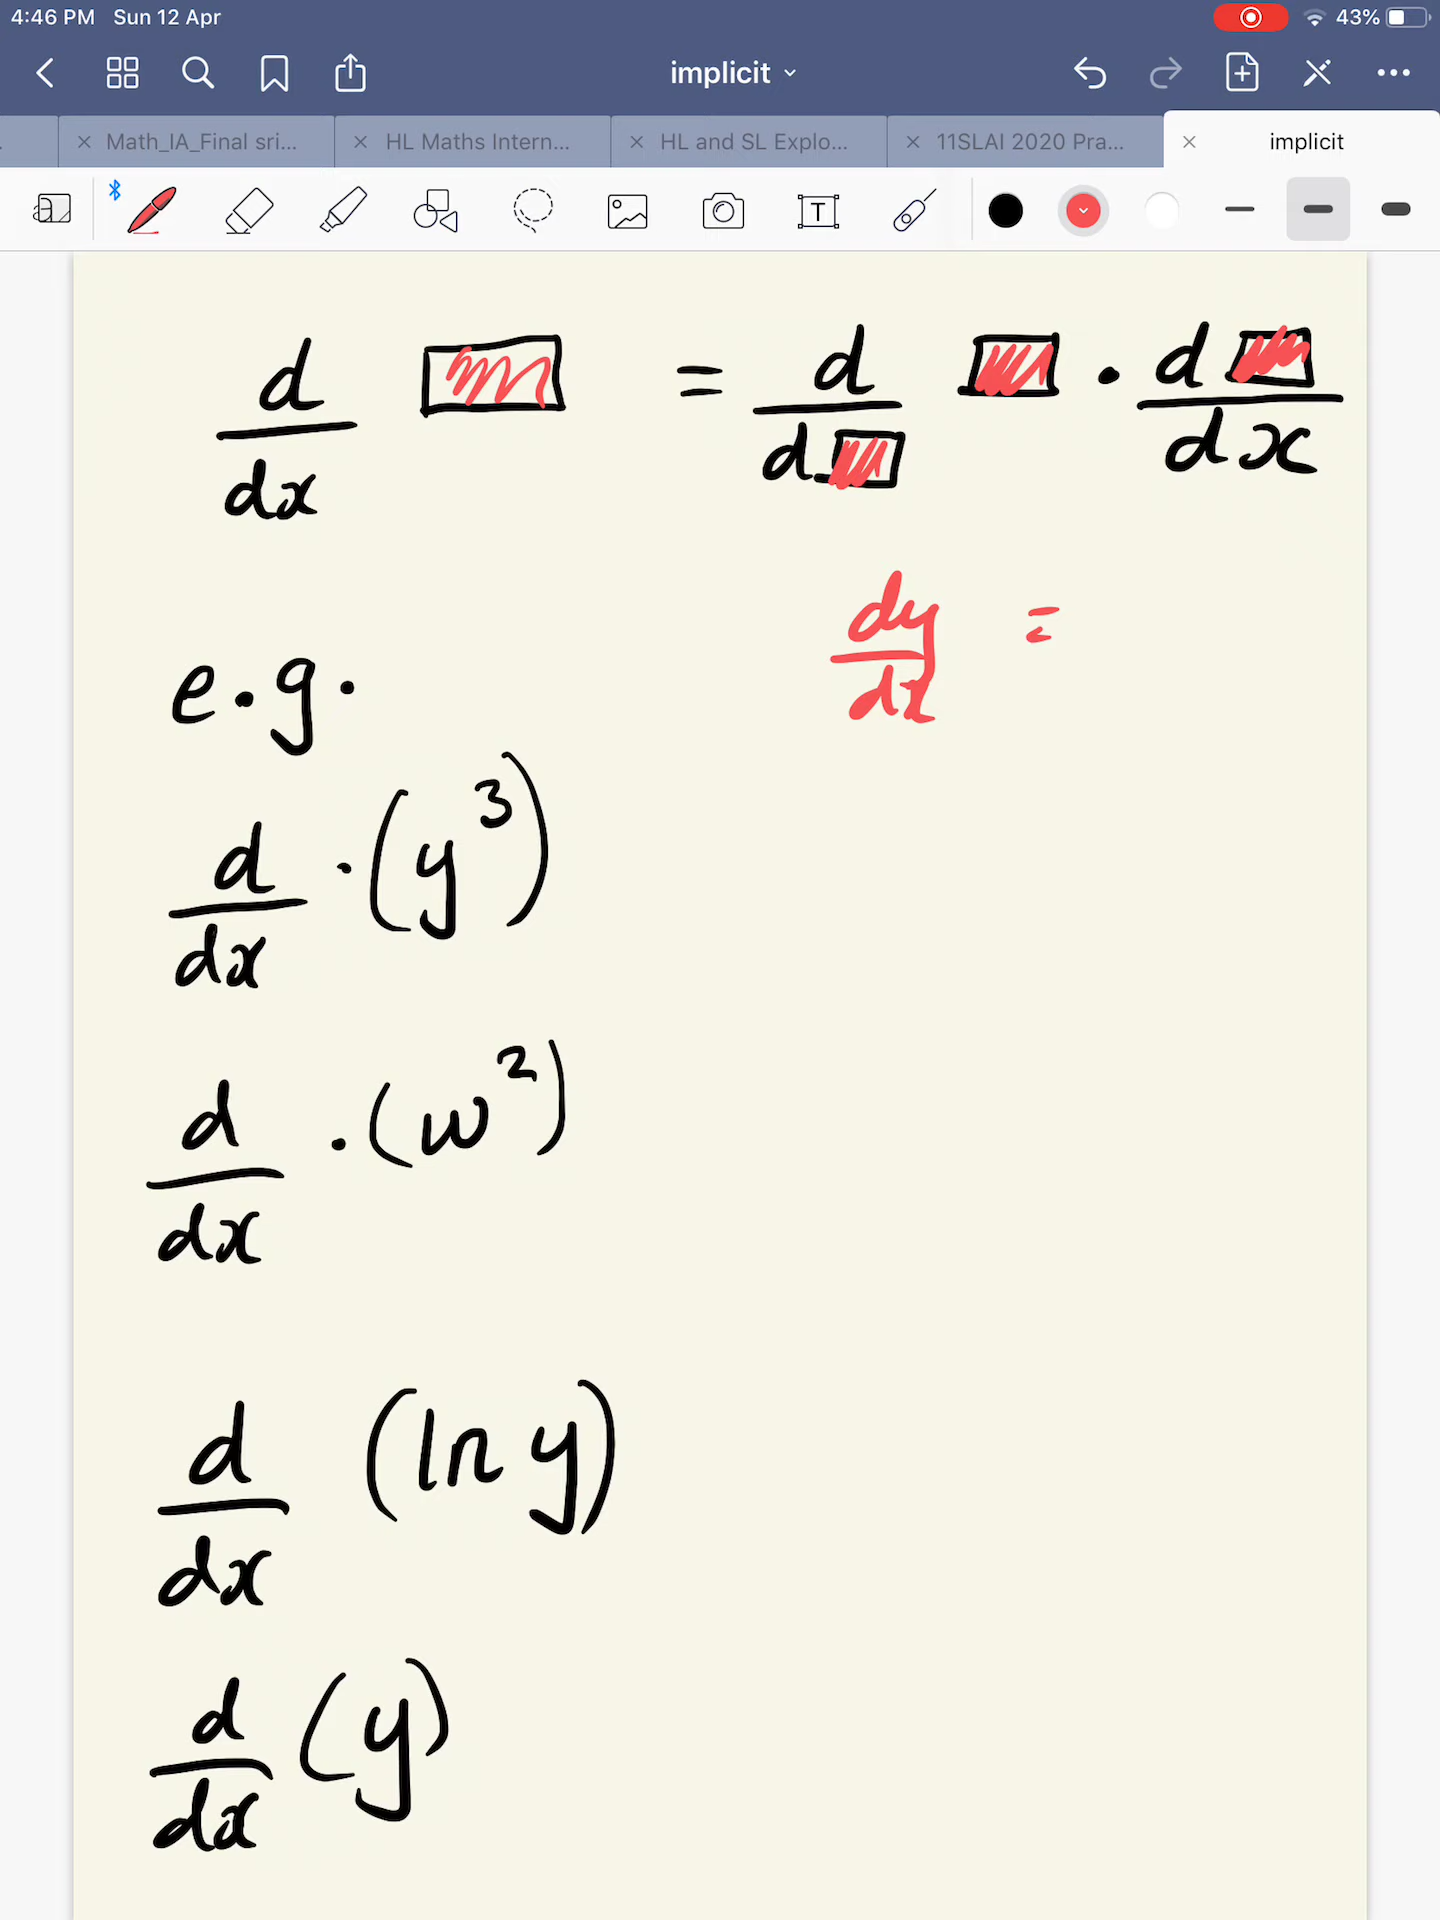 4:46 PM Sun 12 Apr 43%
implicit
Math_IA_Final sri... HL Maths Intern... HL and SL Explo... 11SLAI 2020 Pra... implicit
d/dx = d/d · d/dx
dy/dx =
e.g.
d/dx · (y³)
d/dx · (w²)
d/dx (ln y)
d/dx (y)